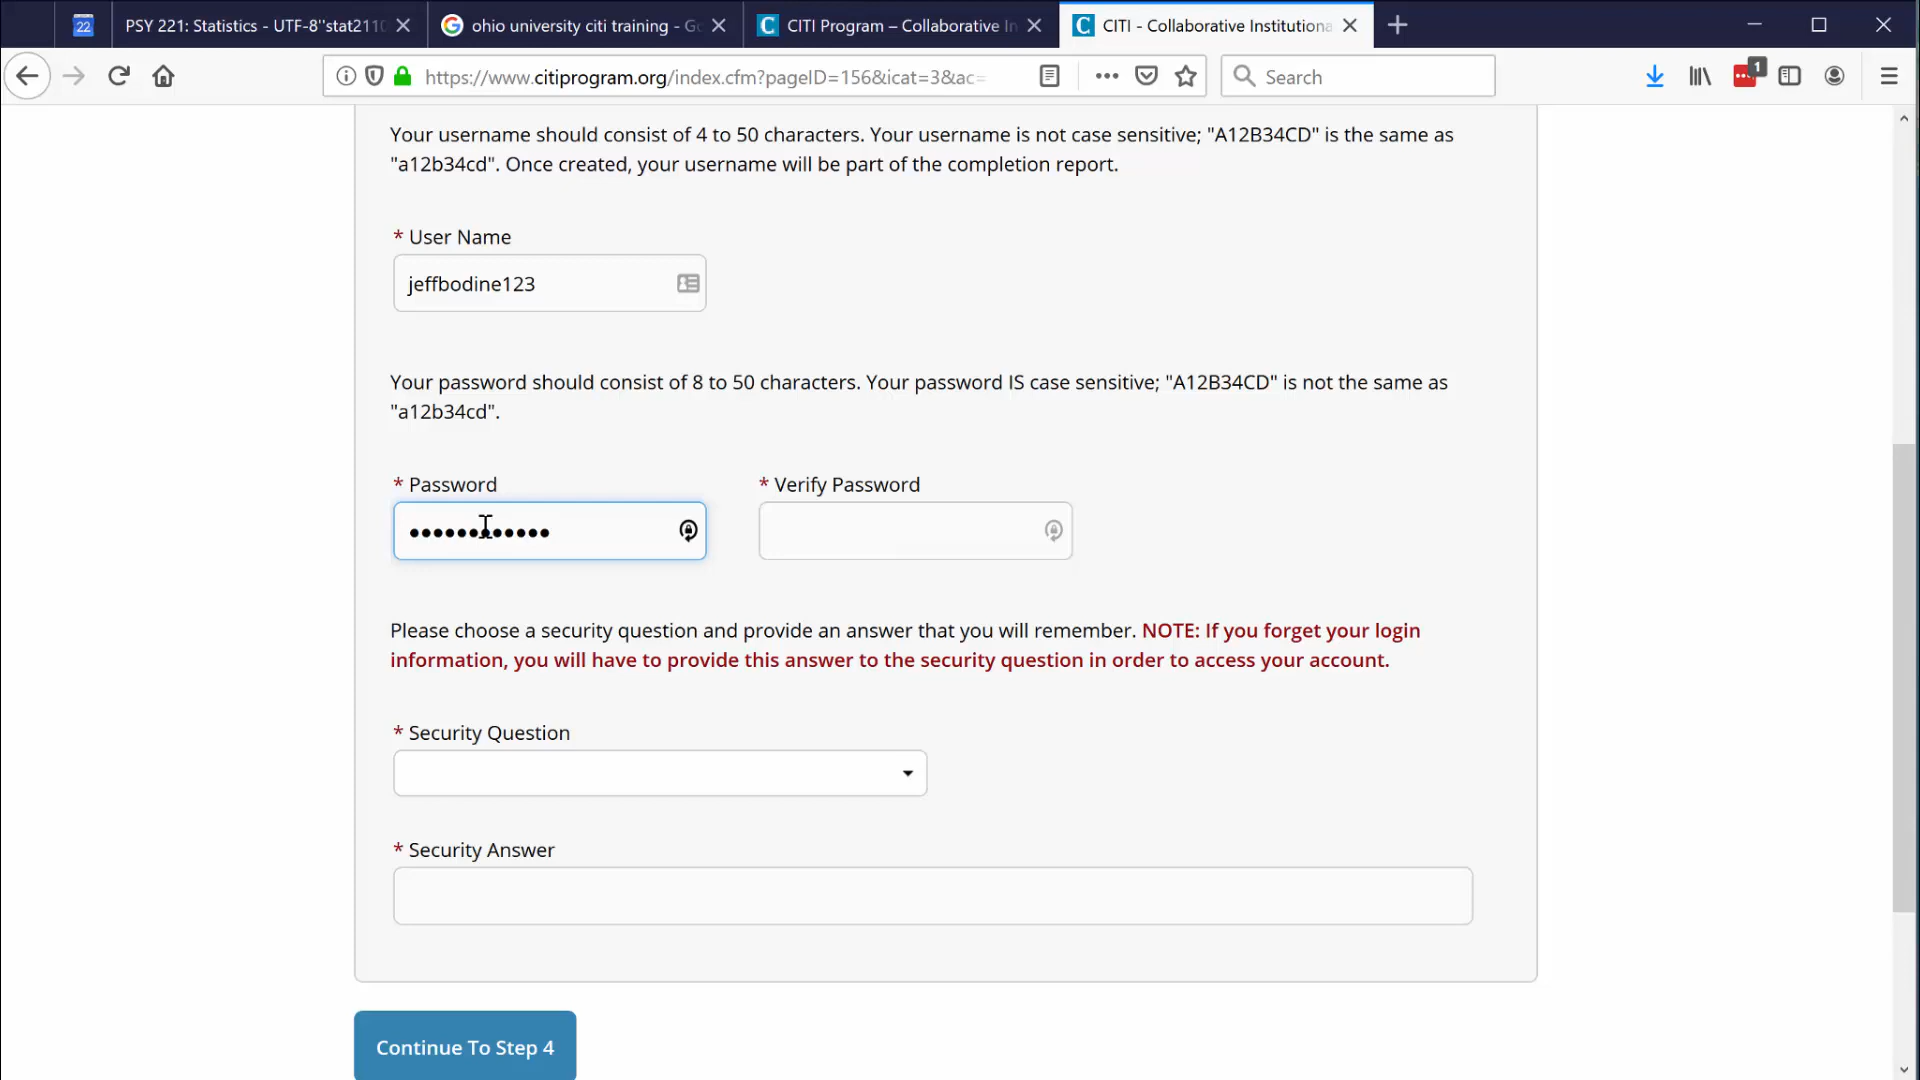 22
PSY 221: Statistics - UTF-8''stat2110
ohio university citi training - Go
CITI Program – Collaborative In
CITI - Collaborative Institutiona
https://www.citiprogram.org/index.cfm?pageID=156&icat=3&ac=
Search
1
Your username should consist of 4 to 50 characters. Your username is not case sensitive; "A12B34CD" is the same as
"a12b34cd". Once created, your username will be part of the completion report.
* User Name
jeffbodine123
Your password should consist of 8 to 50 characters. Your password IS case sensitive; "A12B34CD" is not the same as
"a12b34cd".
* Password
* Verify Password
••••••••••••
Please choose a security question and provide an answer that you will remember. NOTE: If you forget your login
information, you will have to provide this answer to the security question in order to access your account.
* Security Question
* Security Answer
Continue To Step 4